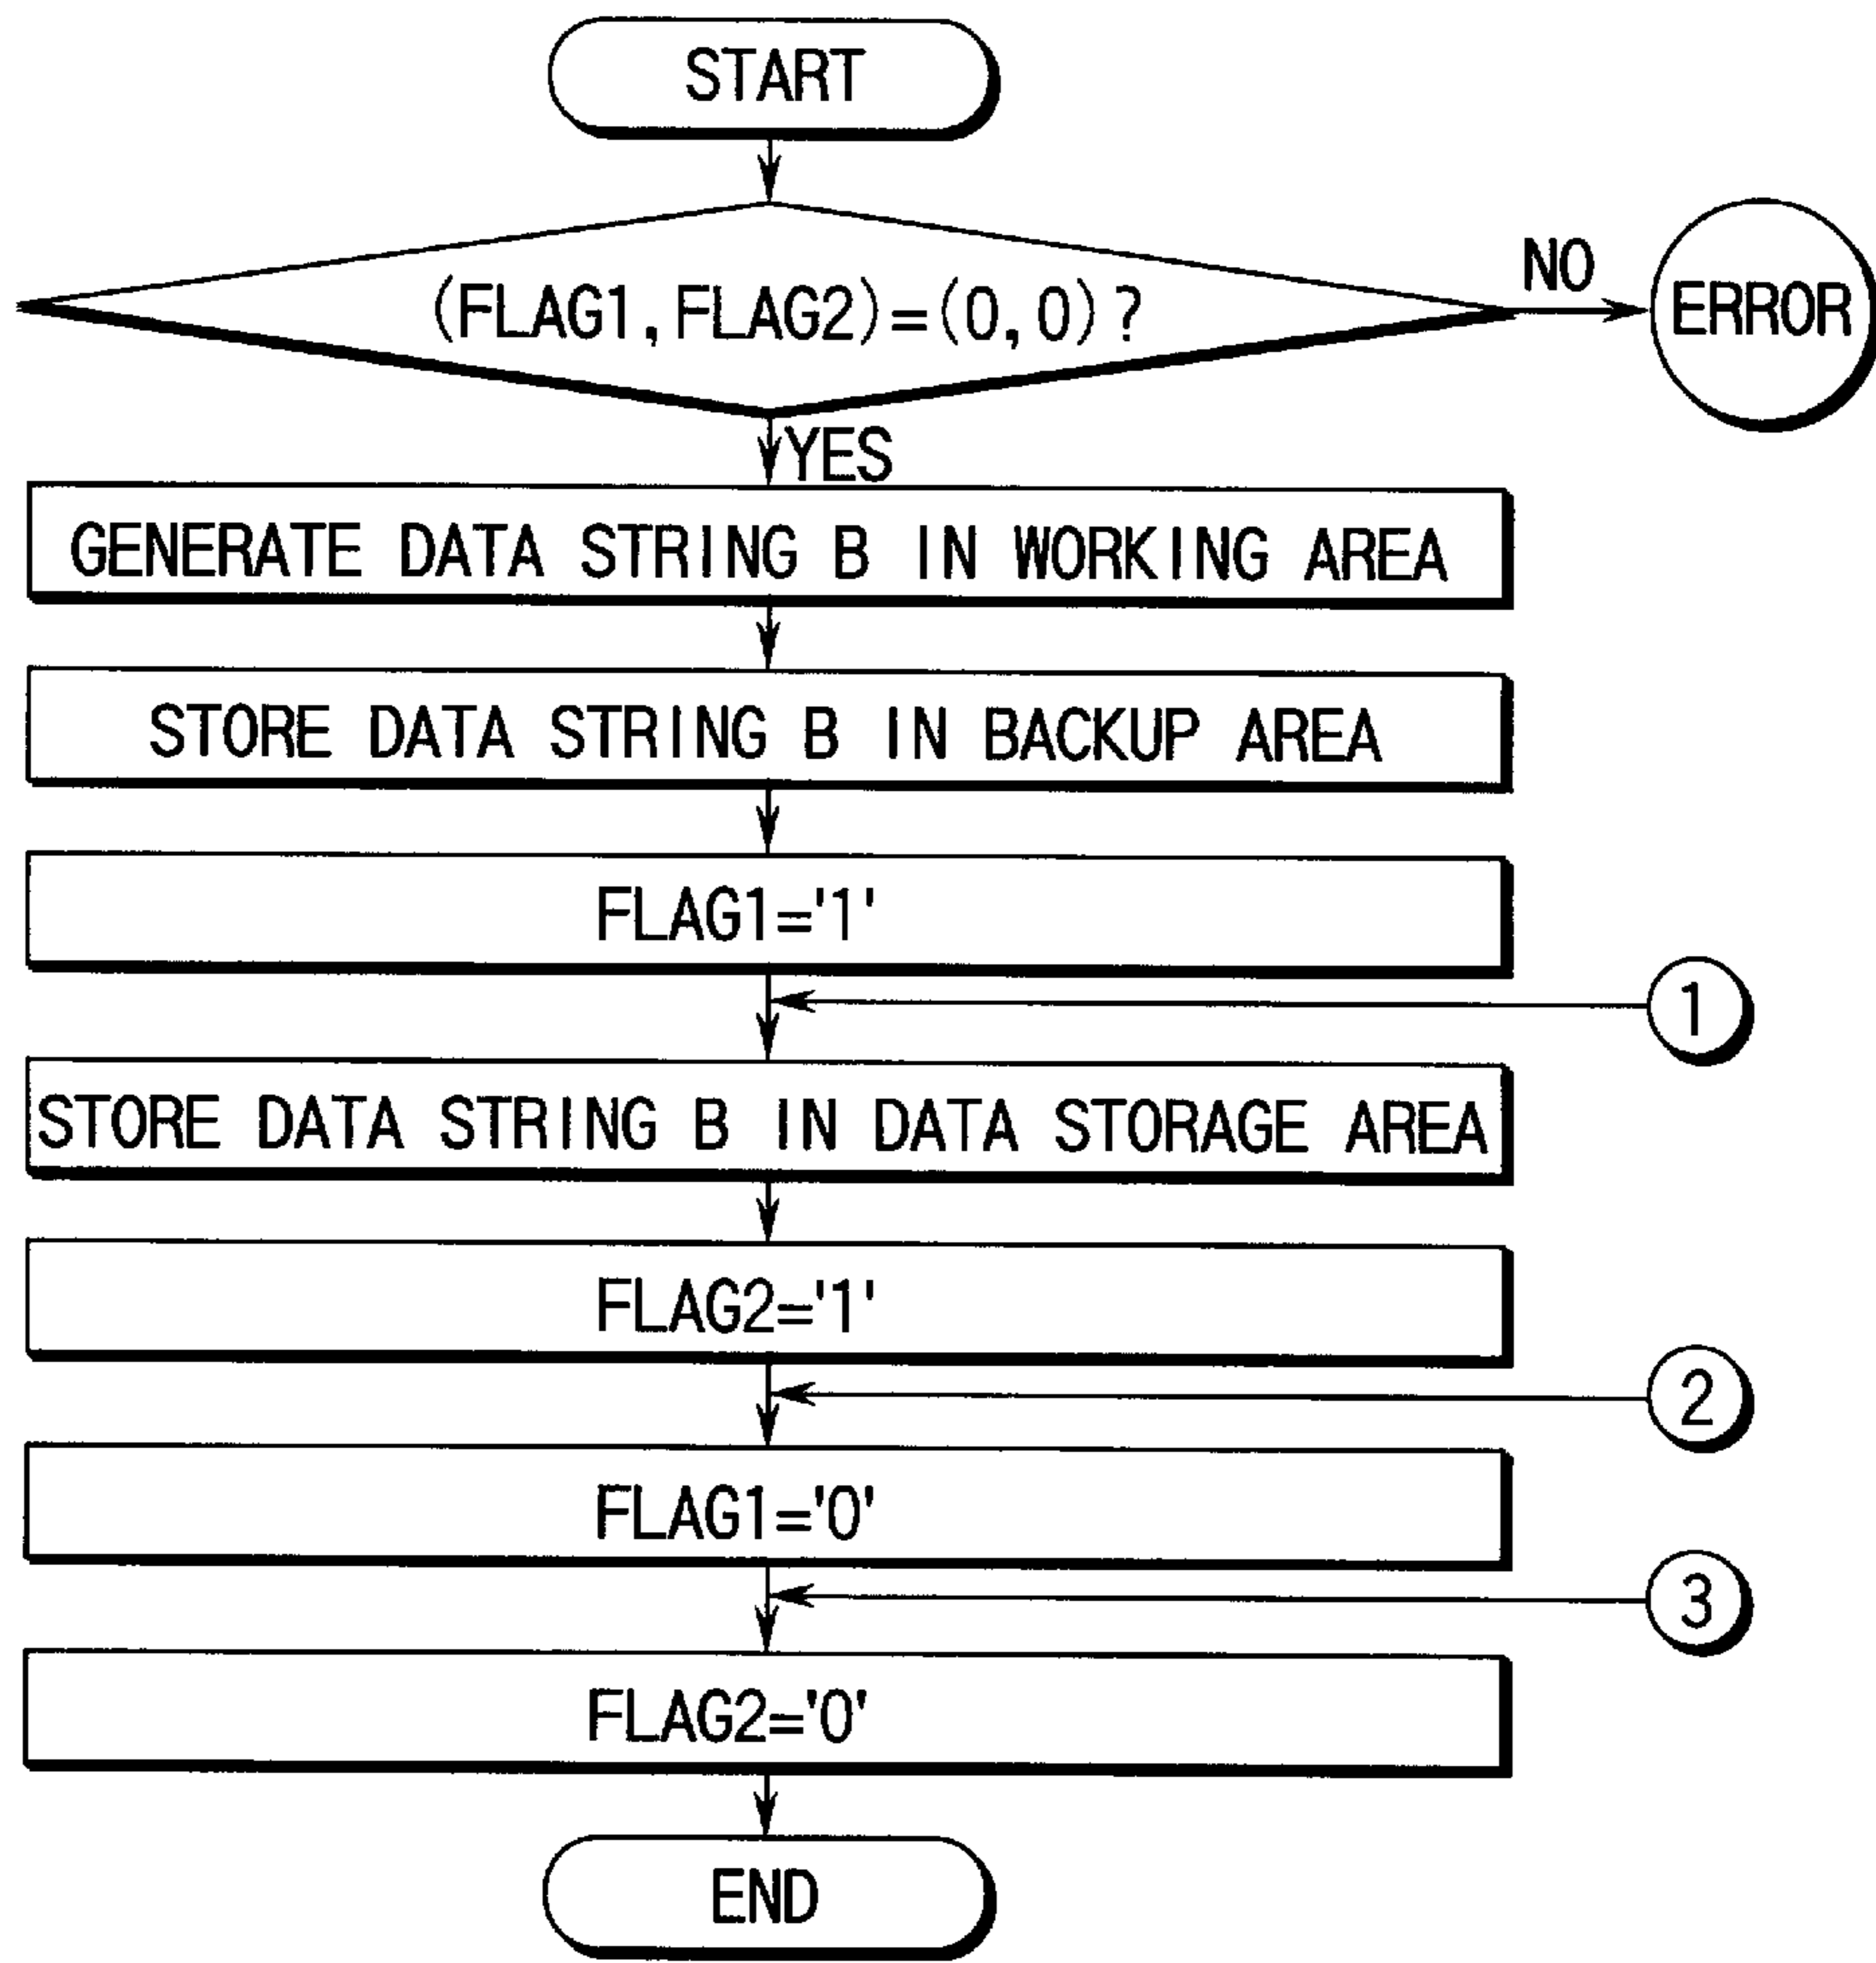 START
(FLAG1,FLAG2)=(0,0)?
NO
ERROR
YES
GENERATE DATA STRING B IN WORKING AREA
STORE DATA STRING B IN BACKUP AREA
FLAG1='1'
1
STORE DATA STRING B IN DATA STORAGE AREA
FLAG2='1'
2
FLAG1='0'
3
FLAG2='0'
END